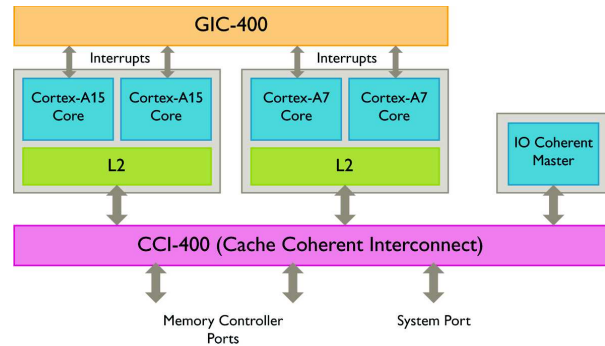 GIC-400
Interrupts
Interrupts
Cortex-A15
Core
Cortex-A15
Core
Cortex-A7
Core
Cortex-A7
Core
L2
L2
IO Coherent
Master
CCI-400 (Cache Coherent Interconnect)
Memory Controller
Ports
System Port